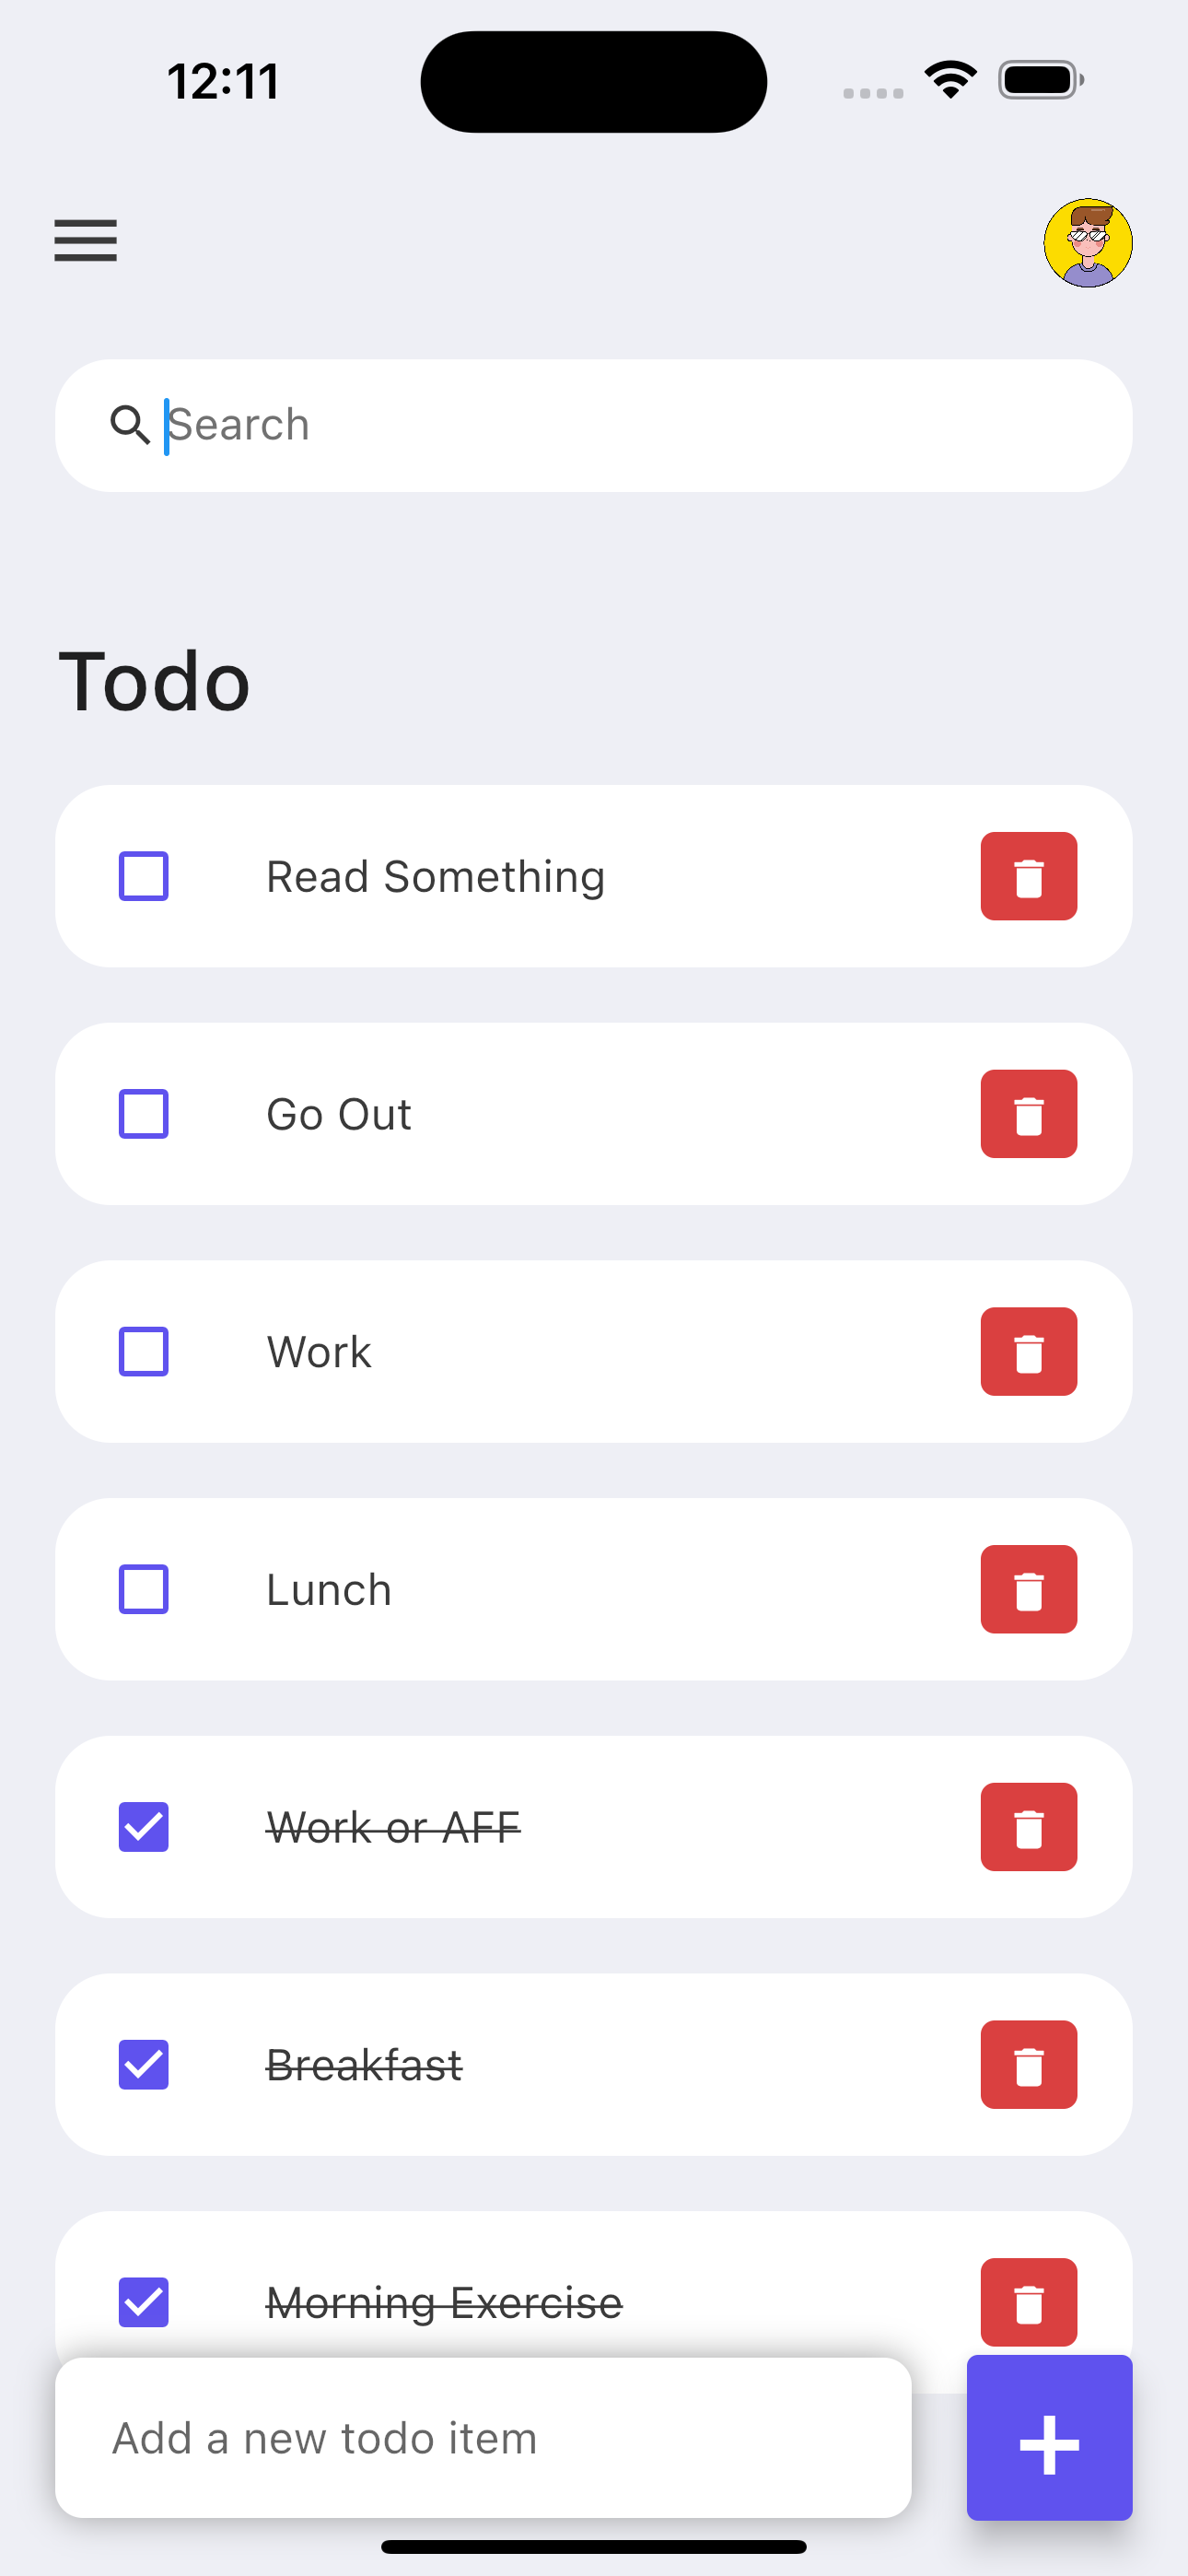 12:11
Search
Todo
Read Something
Go Out
Work
Lunch
Work or AFF
Breakfast
Morning Exercise
Add a new todo item